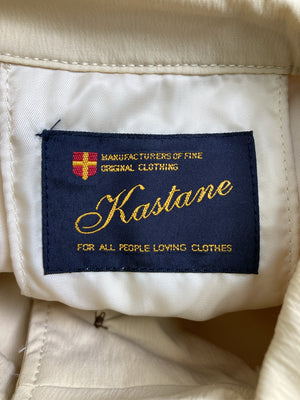 MANUFACTURERS OF FINE
ORIGINAL CLOTHING
Kastane
FOR ALL PEOPLE LOVING CLOTHES